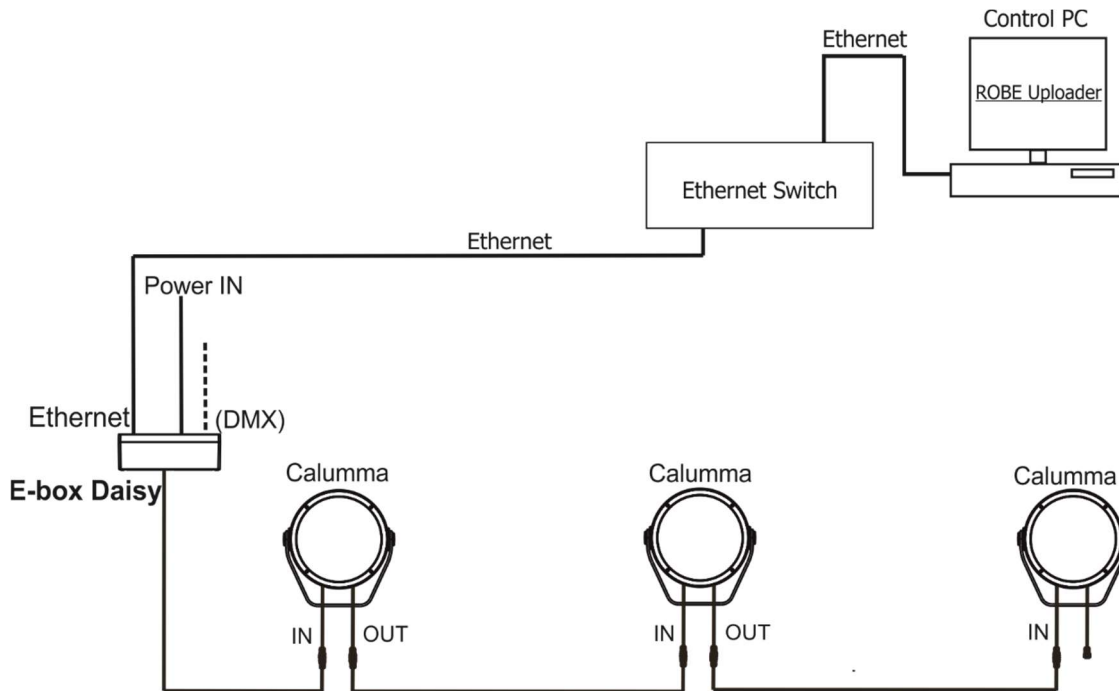 Control PC
Ethernet
ROBE Uploader
Ethernet Switch
Ethernet
Power IN
Ethernet
(DMX)
E-box Daisy
Calumma
Calumma
Calumma
IN
OUT
IN
OUT
IN